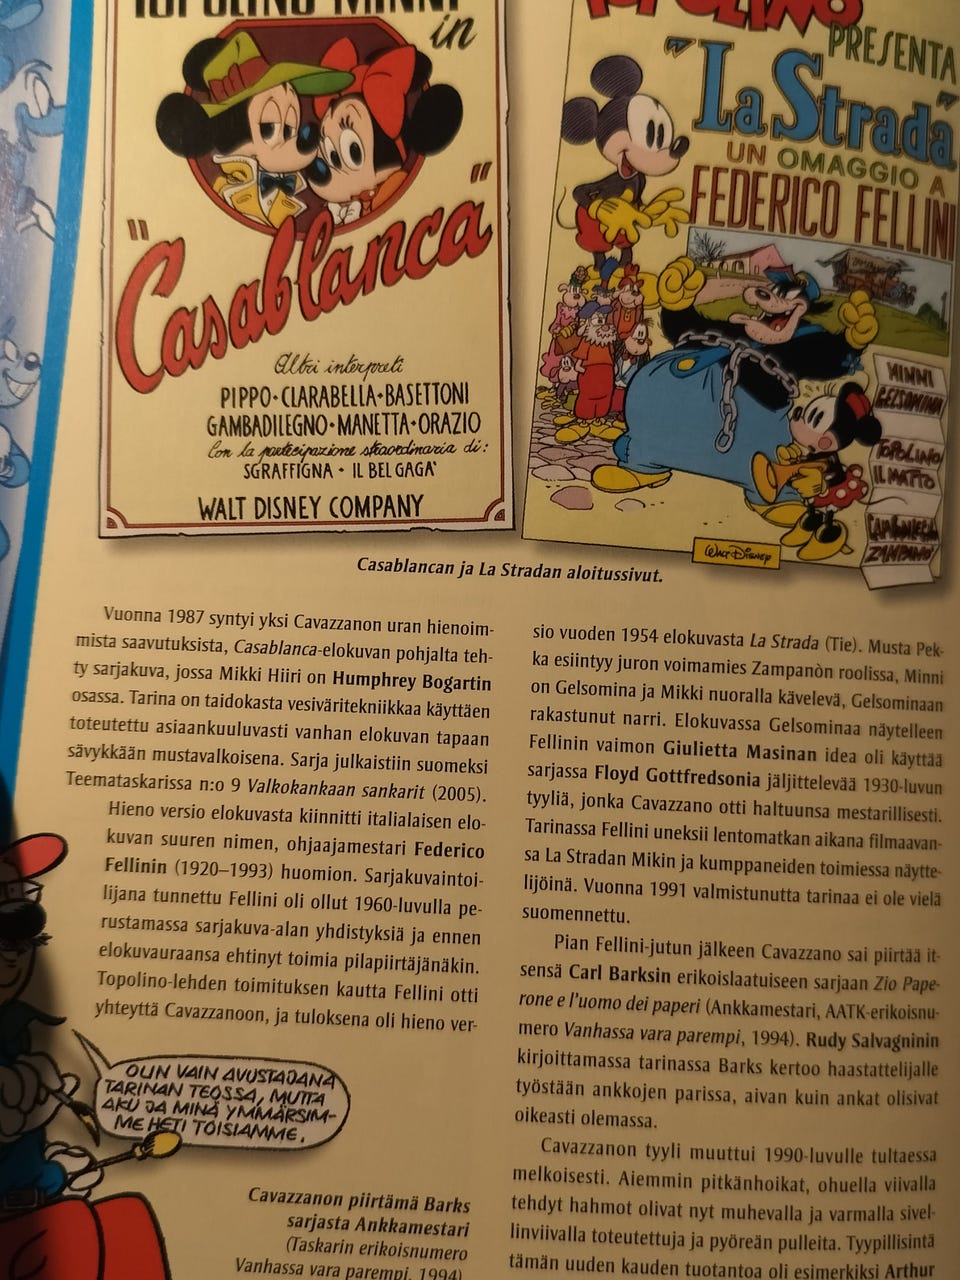 TOPOLINO MINNI
in
"Casablanca"
Altri interpreti
PIPPO•CLARABELLA•BASETTONI
GAMBADILEGNO•MANETTA•ORAZIO
Con la partecipazione straordinaria di:
SGRAFFIGNA • IL BEL GAGA'
WALT DISNEY COMPANY
TOPOLINO
PRESENTA
"La Strada"
UN OMAGGIO A
FEDERICO FELLINI
MINNI
GELSOMINA
TOPOLINO
IL MATTO
GAMBADILEGNO
ZAMPANO'
WALT DISNEY
Casablancan ja La Stradan aloitussivut.
Vuonna 1987 syntyi yksi Cavazzanon uran hienoim-
mista saavutuksista, Casablanca-elokuvan pohjalta teh-
ty sarjakuva, jossa Mikki Hiiri on Humphrey Bogartin
osassa. Tarina on taidokasta vesiväritekniikkaa käyttäen
toteutettu asiaankuuluvasti vanhan elokuvan tapaan
sävykkään mustavalkoisena. Sarja julkaistiin suomeksi
Teemataskarissa n:o 9 Valkokankaan sankarit (2005).
Hieno versio elokuvasta kiinnitti italialaisen elo-
kuvan suuren nimen, ohjaajamestari Federico
Fellinin (1920–1993) huomion. Sarjakuvaintoi-
lijana tunnettu Fellini oli ollut 1960-luvulla pe-
rustamassa sarjakuva-alan yhdistyksiä ja ennen
elokuvauraansa ehtinyt toimia pilapiirtäjänäkin.
Topolino-lehden toimituksen kautta Fellini otti
yhteyttä Cavazzanoon, ja tuloksena oli hieno ver-
OLIN VAIN AVUSTAJANA
TARINAN TEOSSA, MUTTA
AKU JA MINÄ YMMÄRSIM-
ME HETI TOISIAMME.
Cavazzanon piirtämä Barks
sarjasta Ankkamestari
(Taskarin erikoisnumero
Vanhassa vara parempi, 1994)
sio vuoden 1954 elokuvasta La Strada (Tie). Musta Pek-
ka esiintyy juron voimamies Zampanòn roolissa, Minni
on Gelsomina ja Mikki nuoralla kävelevä, Gelsominaan
rakastunut narri. Elokuvassa Gelsominaa näytelleen
Fellinin vaimon Giulietta Masinan idea oli käyttää
sarjassa Floyd Gottfredsonia jäljittelevää 1930-luvun
tyyliä, jonka Cavazzano otti haltuunsa mestarillisesti.
Tarinassa Fellini uneksii lentomatkan aikana filmaavan-
sa La Stradan Mikin ja kumppaneiden toimiessa näytte-
lijöinä. Vuonna 1991 valmistunutta tarinaa ei ole vielä
suomennettu.
Pian Fellini-jutun jälkeen Cavazzano sai piirtää it-
sensä Carl Barksin erikoislaatuiseen sarjaan Zio Pape-
rone e l'uomo dei paperi (Ankkamestari, AATK-erikoisnu-
mero Vanhassa vara parempi, 1994). Rudy Salvagninin
kirjoittamassa tarinassa Barks kertoo haastattelijalle
työstään ankkojen parissa, aivan kuin ankat olisivat
oikeasti olemassa.
Cavazzanon tyyli muuttui 1990-luvulle tultaessa
melkoisesti. Aiemmin pitkänhoikat, ohuella viivalla
tehdyt hahmot olivat nyt muhevalla ja varmalla sivel-
linviivalla toteutettuja ja pyöreän pulleita. Tyypillisintä
tämän uuden kauden tuotantoa oli esimerkiksi Arthur